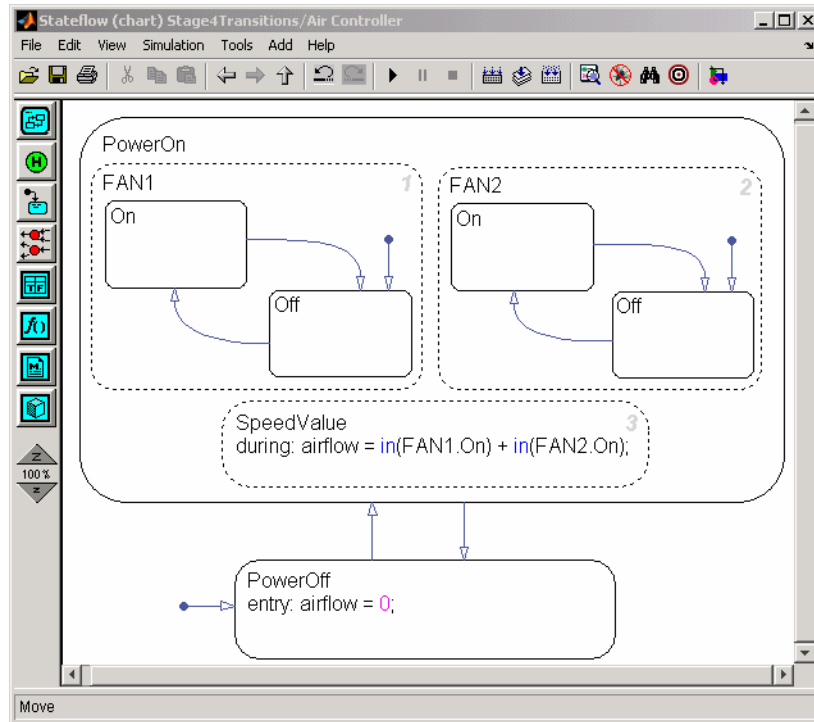 Stateflow (chart) Stage4Transitions/Air Controller
File Edit View Simulation Tools Add Help
PowerOn
FAN1 1
On
Off
FAN2 2
On
Off
SpeedValue 3
during: airflow = in(FAN1.On) + in(FAN2.On);
PowerOff
entry: airflow = 0;
H
T F
f()
M
Z
100 %
Z
Move